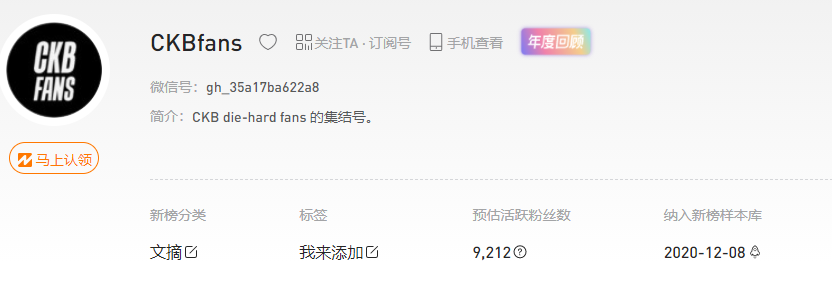 CKB
FANS
CKBfans 关注TA · 订阅号 手机查看 年度回顾
微信号：gh_35a17ba622a8
简介：CKB die-hard fans 的集结号。
马上认领
新榜分类 标签 预估活跃粉丝数 纳入新榜样本库
文摘 我来添加 9,212 2020-12-08